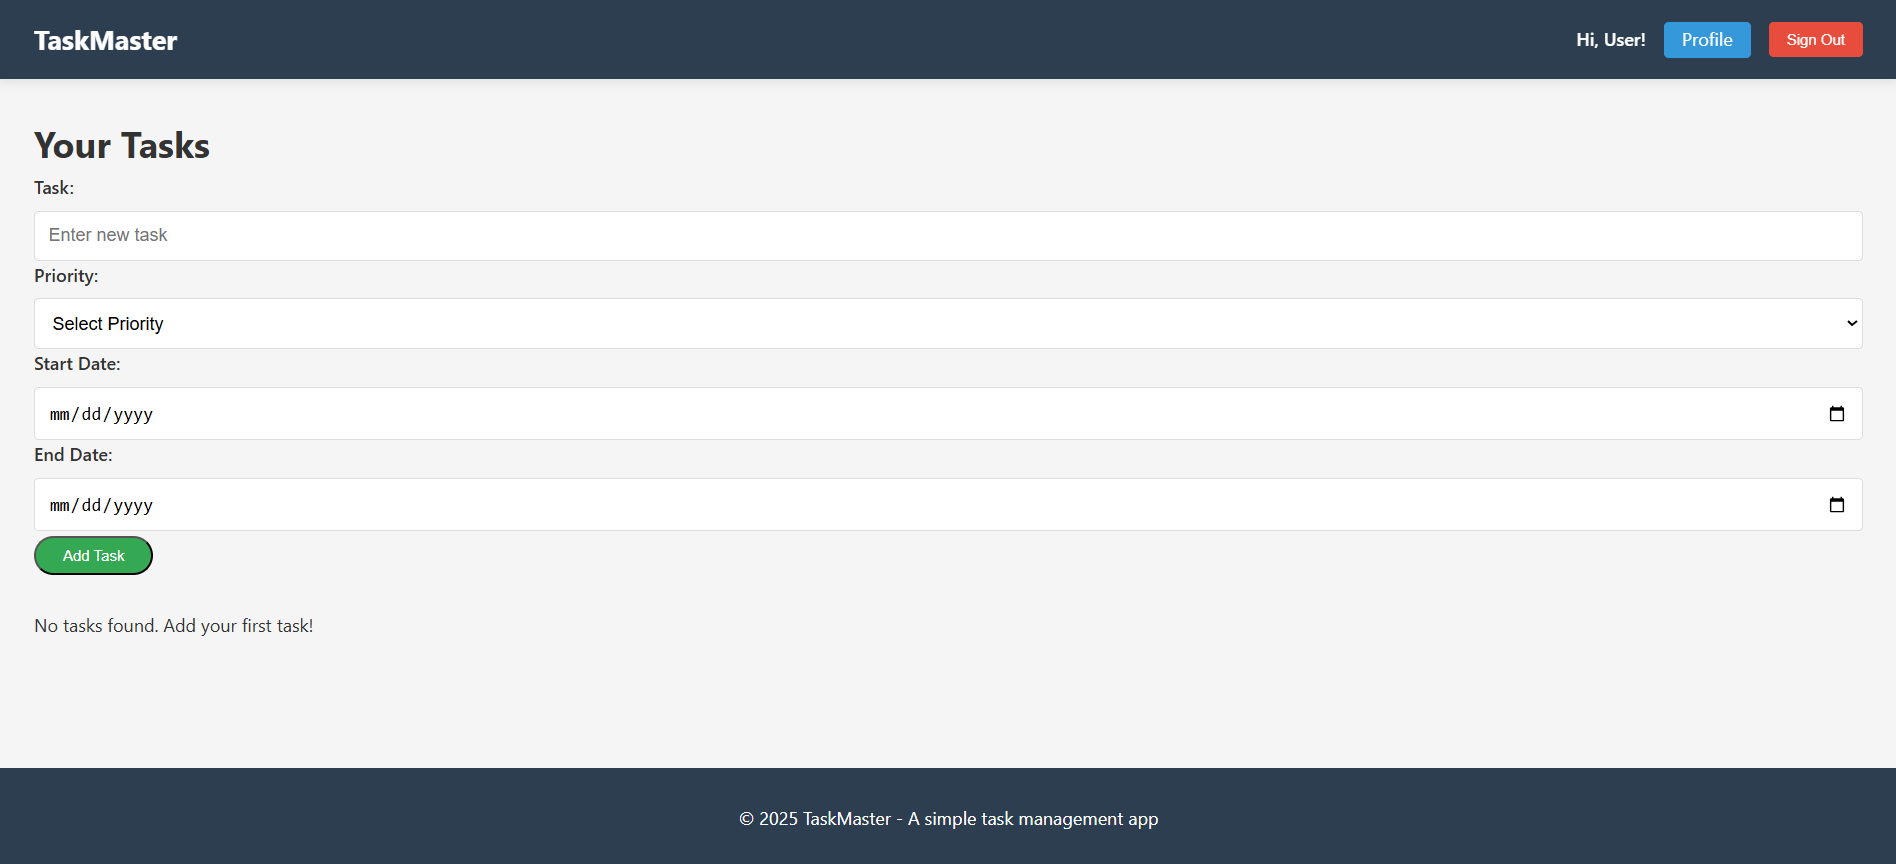 TaskMaster
Hi, User!
Profile
Sign Out
Your Tasks
Task:
Enter new task
Priority:
Select Priority
Start Date:
mm/dd/yyyy
End Date:
mm/dd/yyyy
Add Task
No tasks found. Add your first task!
© 2025 TaskMaster - A simple task management app